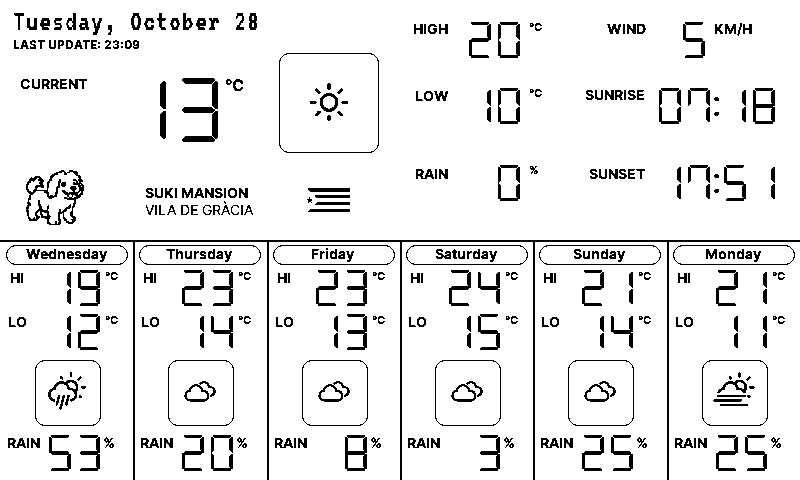 Tuesday, October 28
LAST UPDATE: 23:09
CURRENT 13 °C
SUKI MANSION
VILA DE GRÀCIA
HIGH 20 °C
LOW 10 °C
RAIN 0 %
WIND 5 KM/H
SUNRISE 07:18
SUNSET 17:51
Wednesday
HI 19 °C
LO 12 °C
RAIN 53 %
Thursday
HI 23 °C
LO 14 °C
RAIN 20 %
Friday
HI 23 °C
LO 13 °C
RAIN 8 %
Saturday
HI 24 °C
LO 15 °C
RAIN 3 %
Sunday
HI 21 °C
LO 14 °C
RAIN 25 %
Monday
HI 21 °C
LO 11 °C
RAIN 25 %